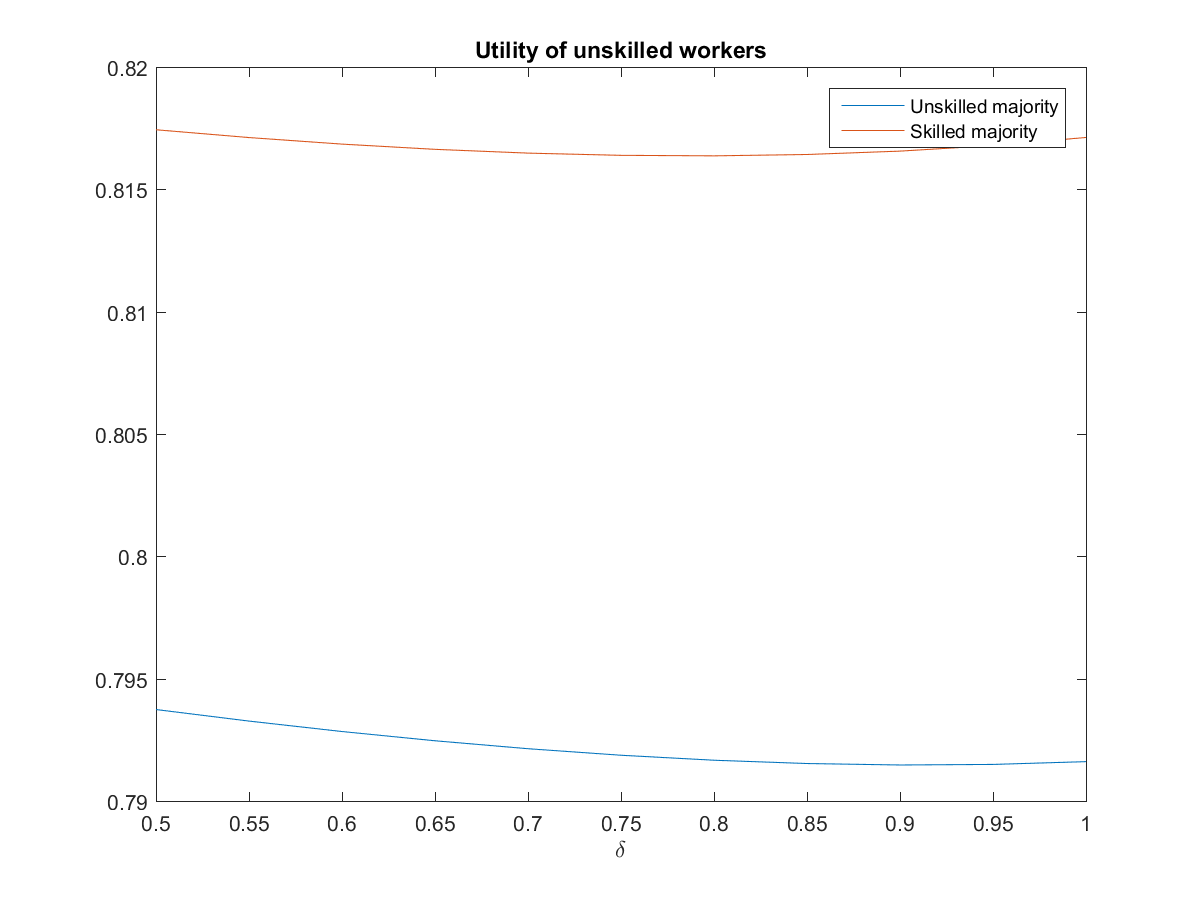 Utility of unskilled workers
0.82
0.815
0.81
0.805
0.8
0.795
0.79
Unskilled majority
Skilled majority
0.5 0.55 0.6 0.65 0.7 0.75 0.8 0.85 0.9 0.95 1
δ